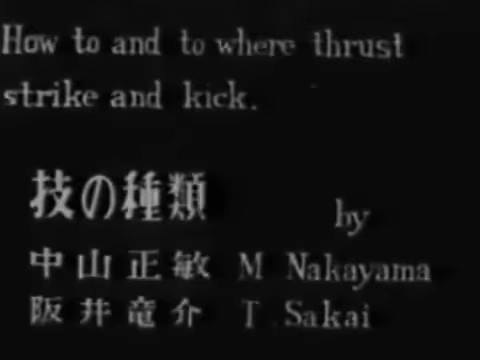 How to and to where thrust
strike and kick.
技の種類
by
中山正敏 M Nakayama
阪井竜介 T. Sakai